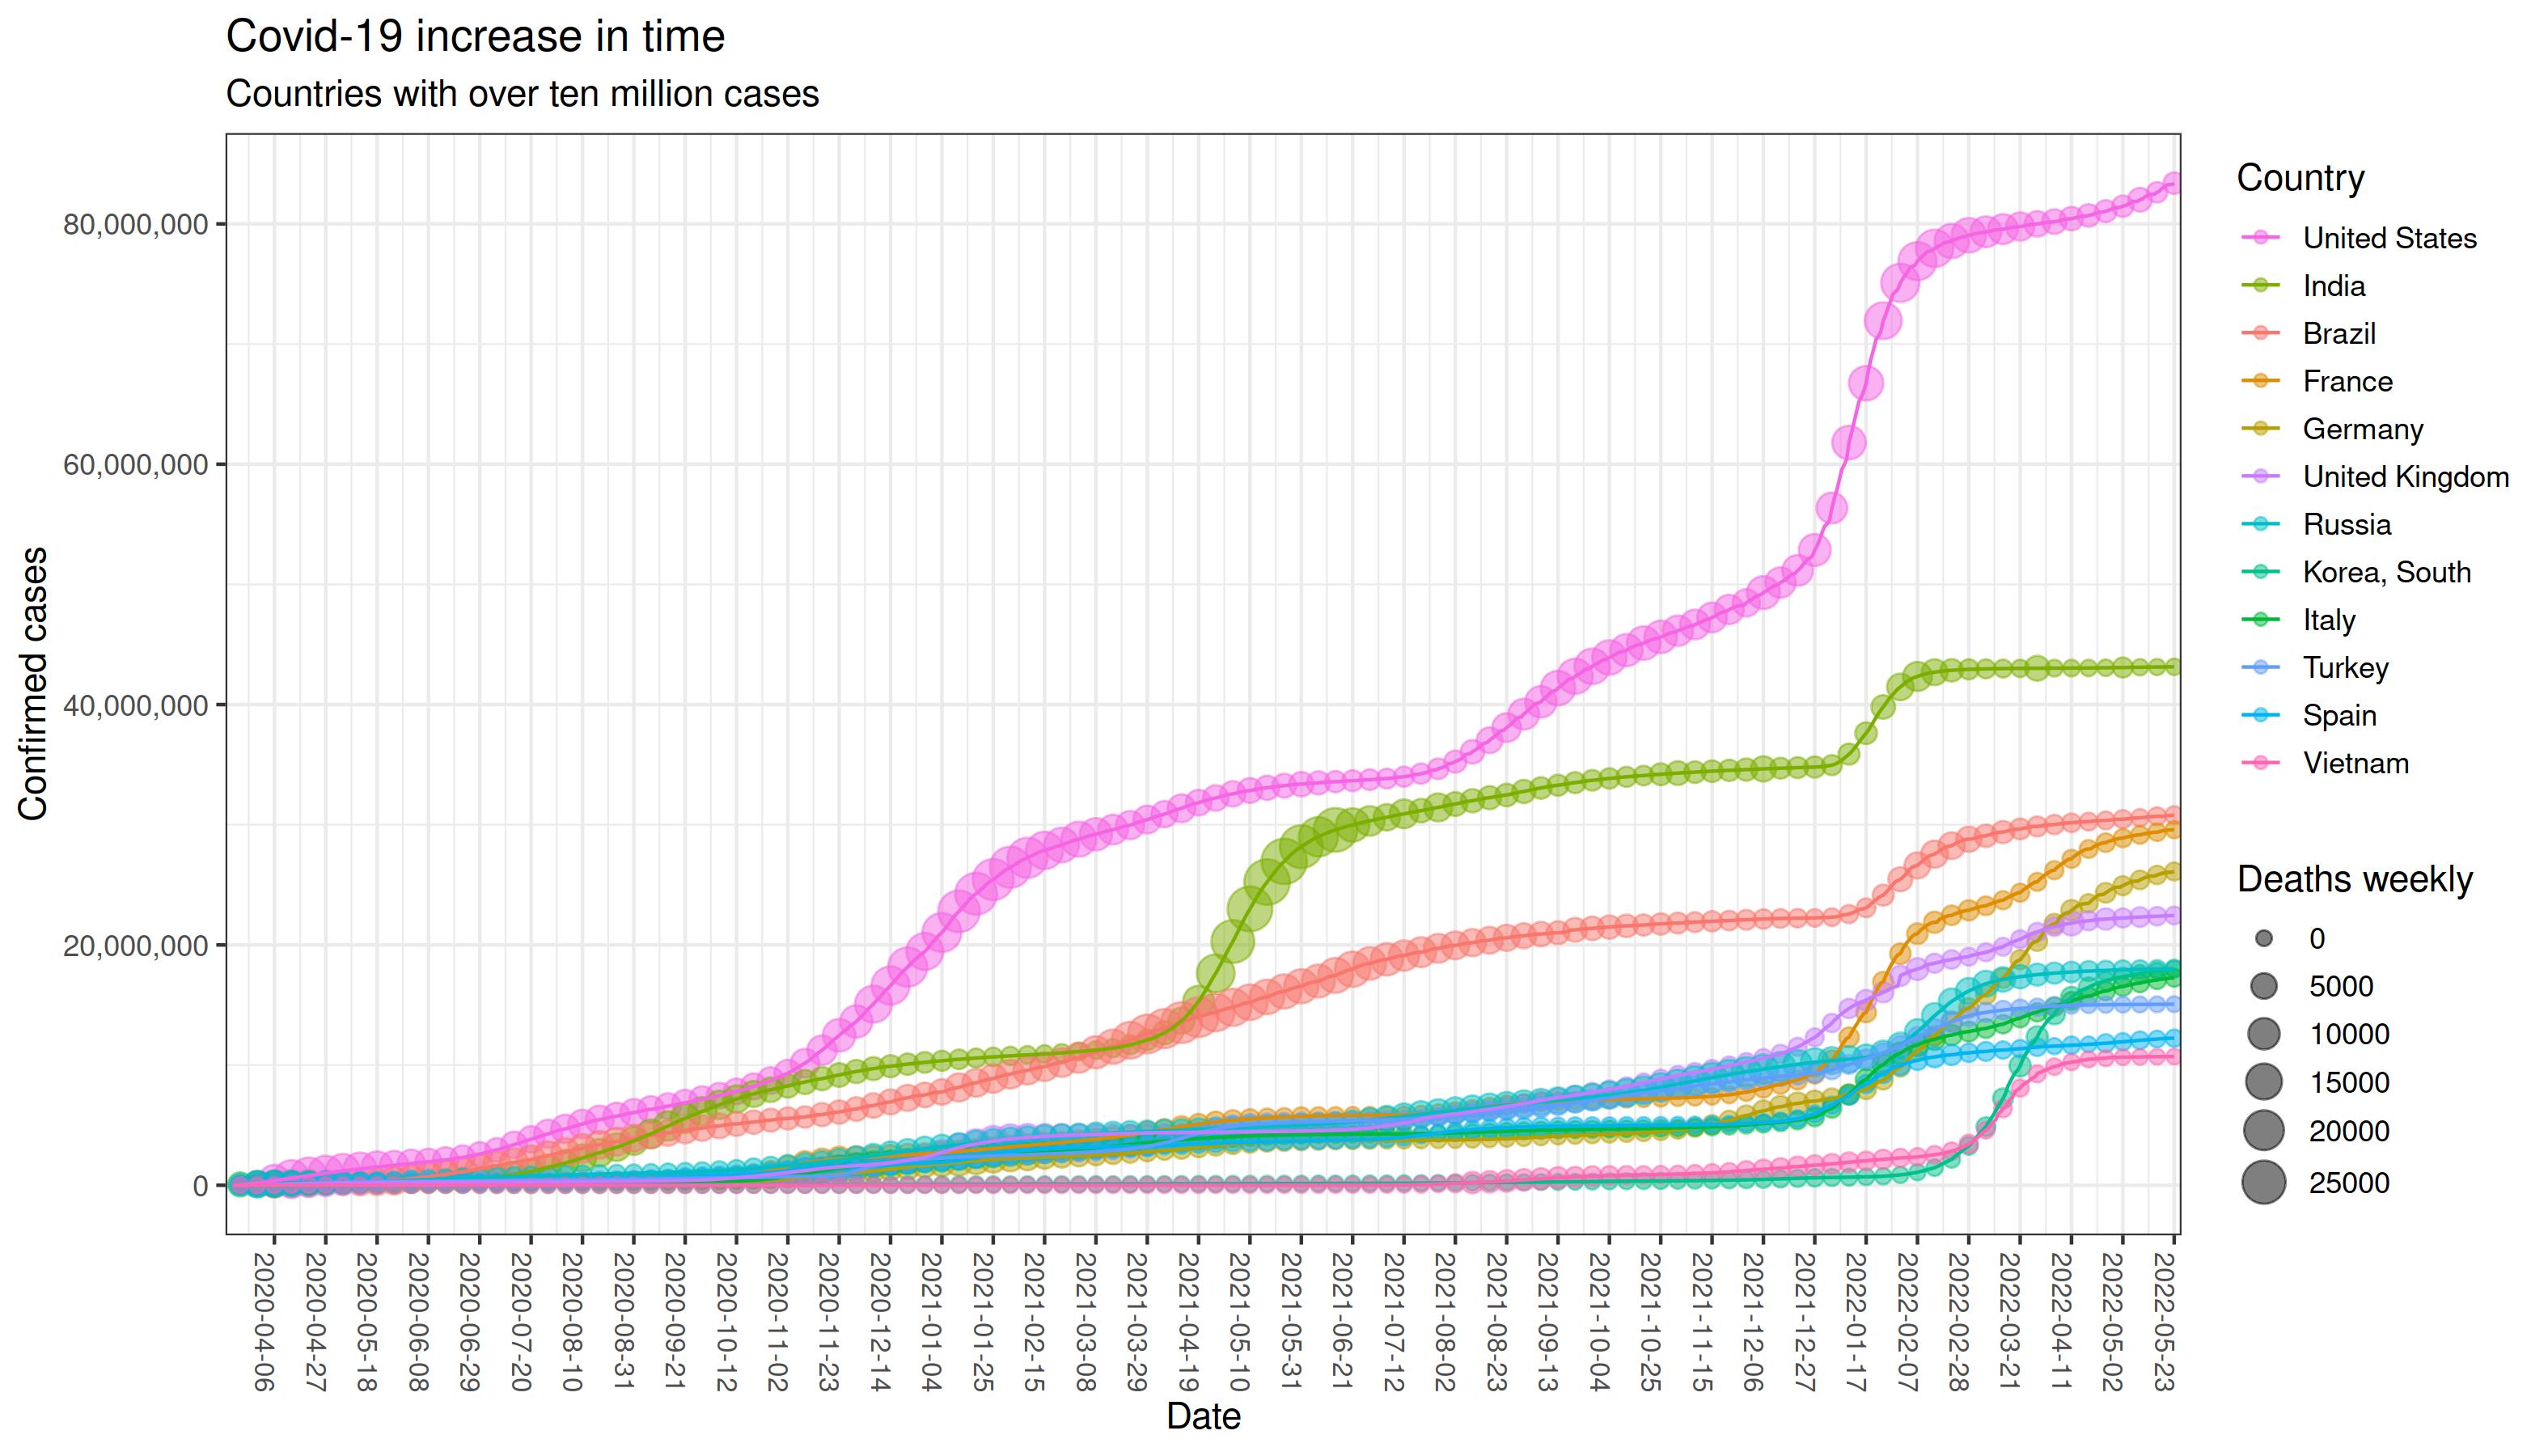 Covid-19 increase in time
Countries with over ten million cases
Confirmed cases
80,000,000
60,000,000
40,000,000
20,000,000
0
2020-04-06
2020-04-27
2020-05-18
2020-06-08
2020-06-29
2020-07-20
2020-08-10
2020-08-31
2020-09-21
2020-10-12
2020-11-02
2020-11-23
2020-12-14
2021-01-04
2021-01-25
2021-02-15
2021-03-08
2021-03-29
2021-04-19
2021-05-10
2021-05-31
2021-06-21
2021-07-12
2021-08-02
2021-08-23
2021-09-13
2021-10-04
2021-10-25
2021-11-15
2021-12-06
2021-12-27
2022-01-17
2022-02-07
2022-02-28
2022-03-21
2022-04-11
2022-05-02
2022-05-23
Date
Country
United States
India
Brazil
France
Germany
United Kingdom
Russia
Korea, South
Italy
Turkey
Spain
Vietnam
Deaths weekly
0
5000
10000
15000
20000
25000